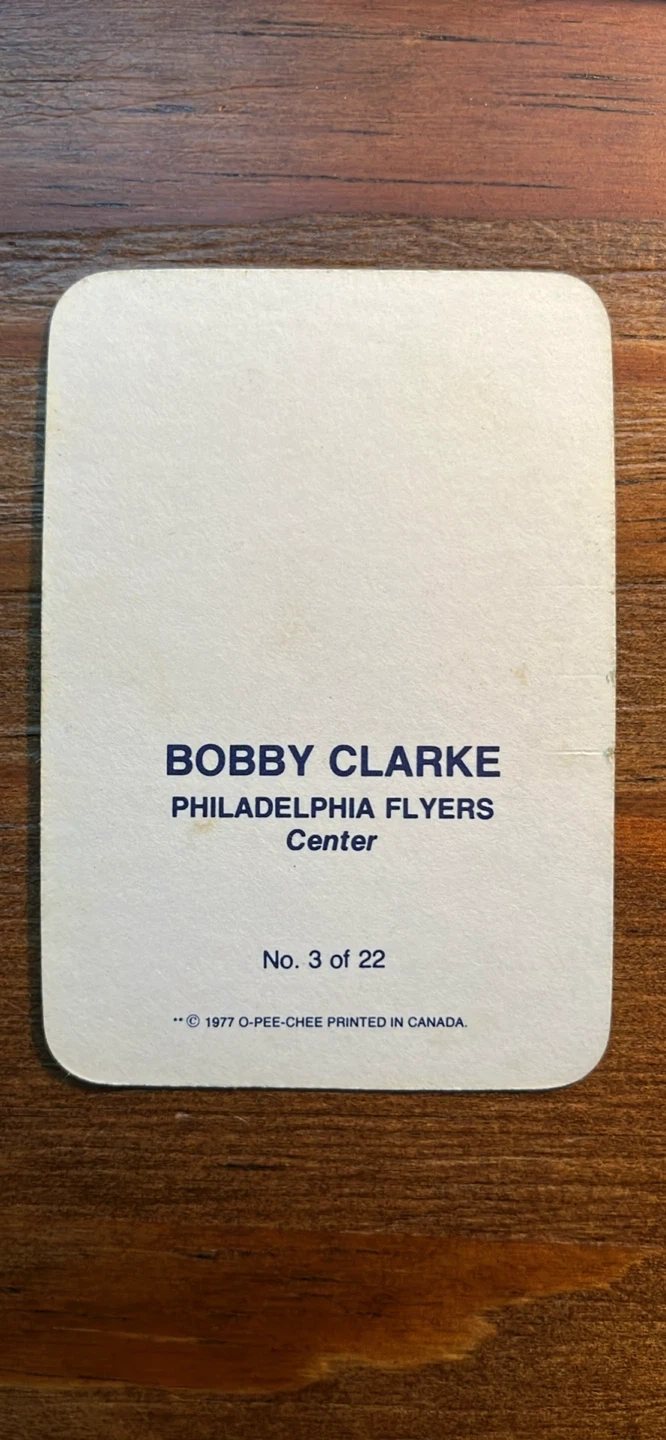 BOBBY CLARKE
PHILADELPHIA FLYERS
Center
No. 3 of 22
** © 1977 O-PEE-CHEE PRINTED IN CANADA.